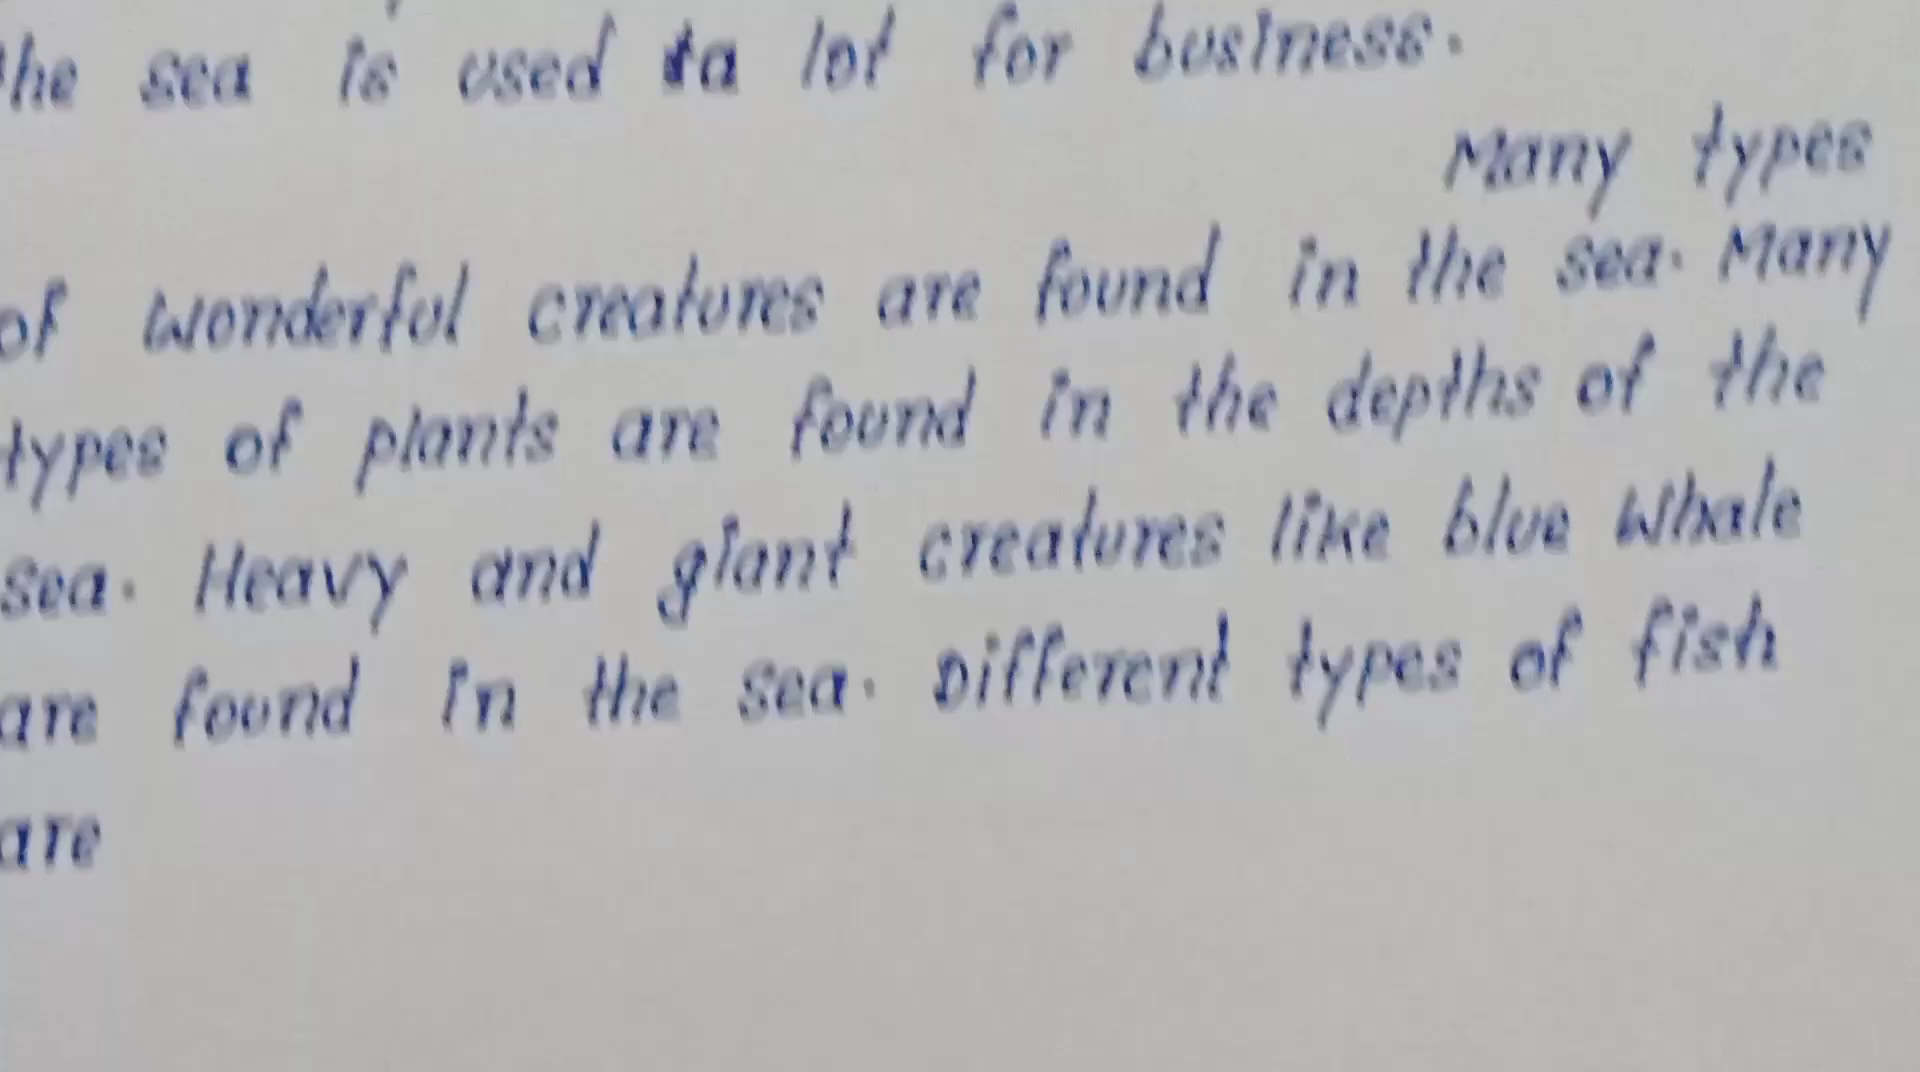 the sea is used a lot for business.
Many types
of wonderful creatures are found in the sea. Many
types of plants are found in the depths of the
sea. Heavy and giant creatures like blue whale
are found in the sea. Different types of fish
are